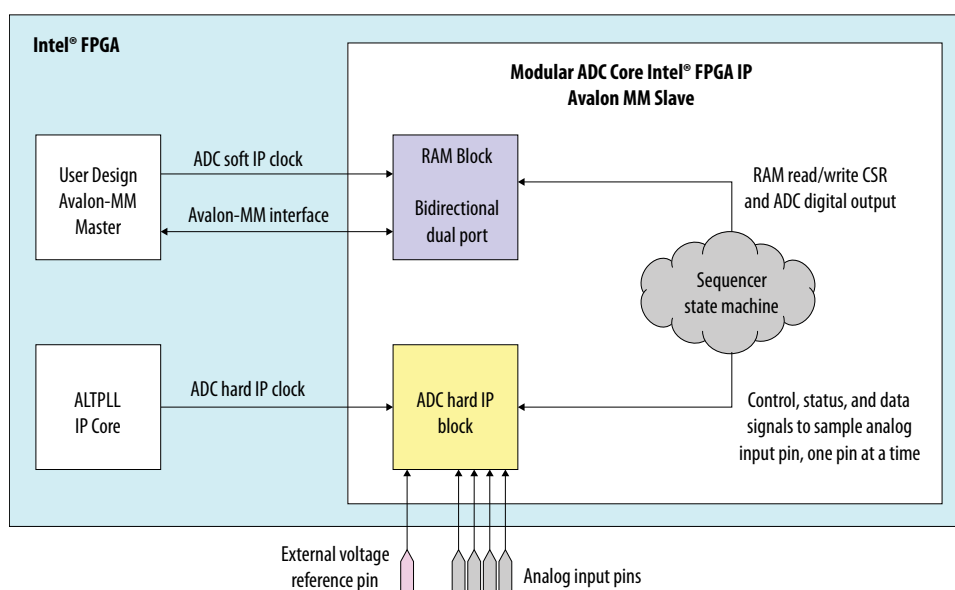 Intel® FPGA
Modular ADC Core Intel® FPGA IP
Avalon MM Slave
User Design
Avalon-MM
Master
ADC soft IP clock
Avalon-MM interface
RAM Block
Bidirectional
dual port
RAM read/write CSR
and ADC digital output
Sequencer
state machine
ALTPLL
IP Core
ADC hard IP clock
ADC hard IP
block
Control, status, and data
signals to sample analog
input pin, one pin at a time
External voltage
reference pin
Analog input pins